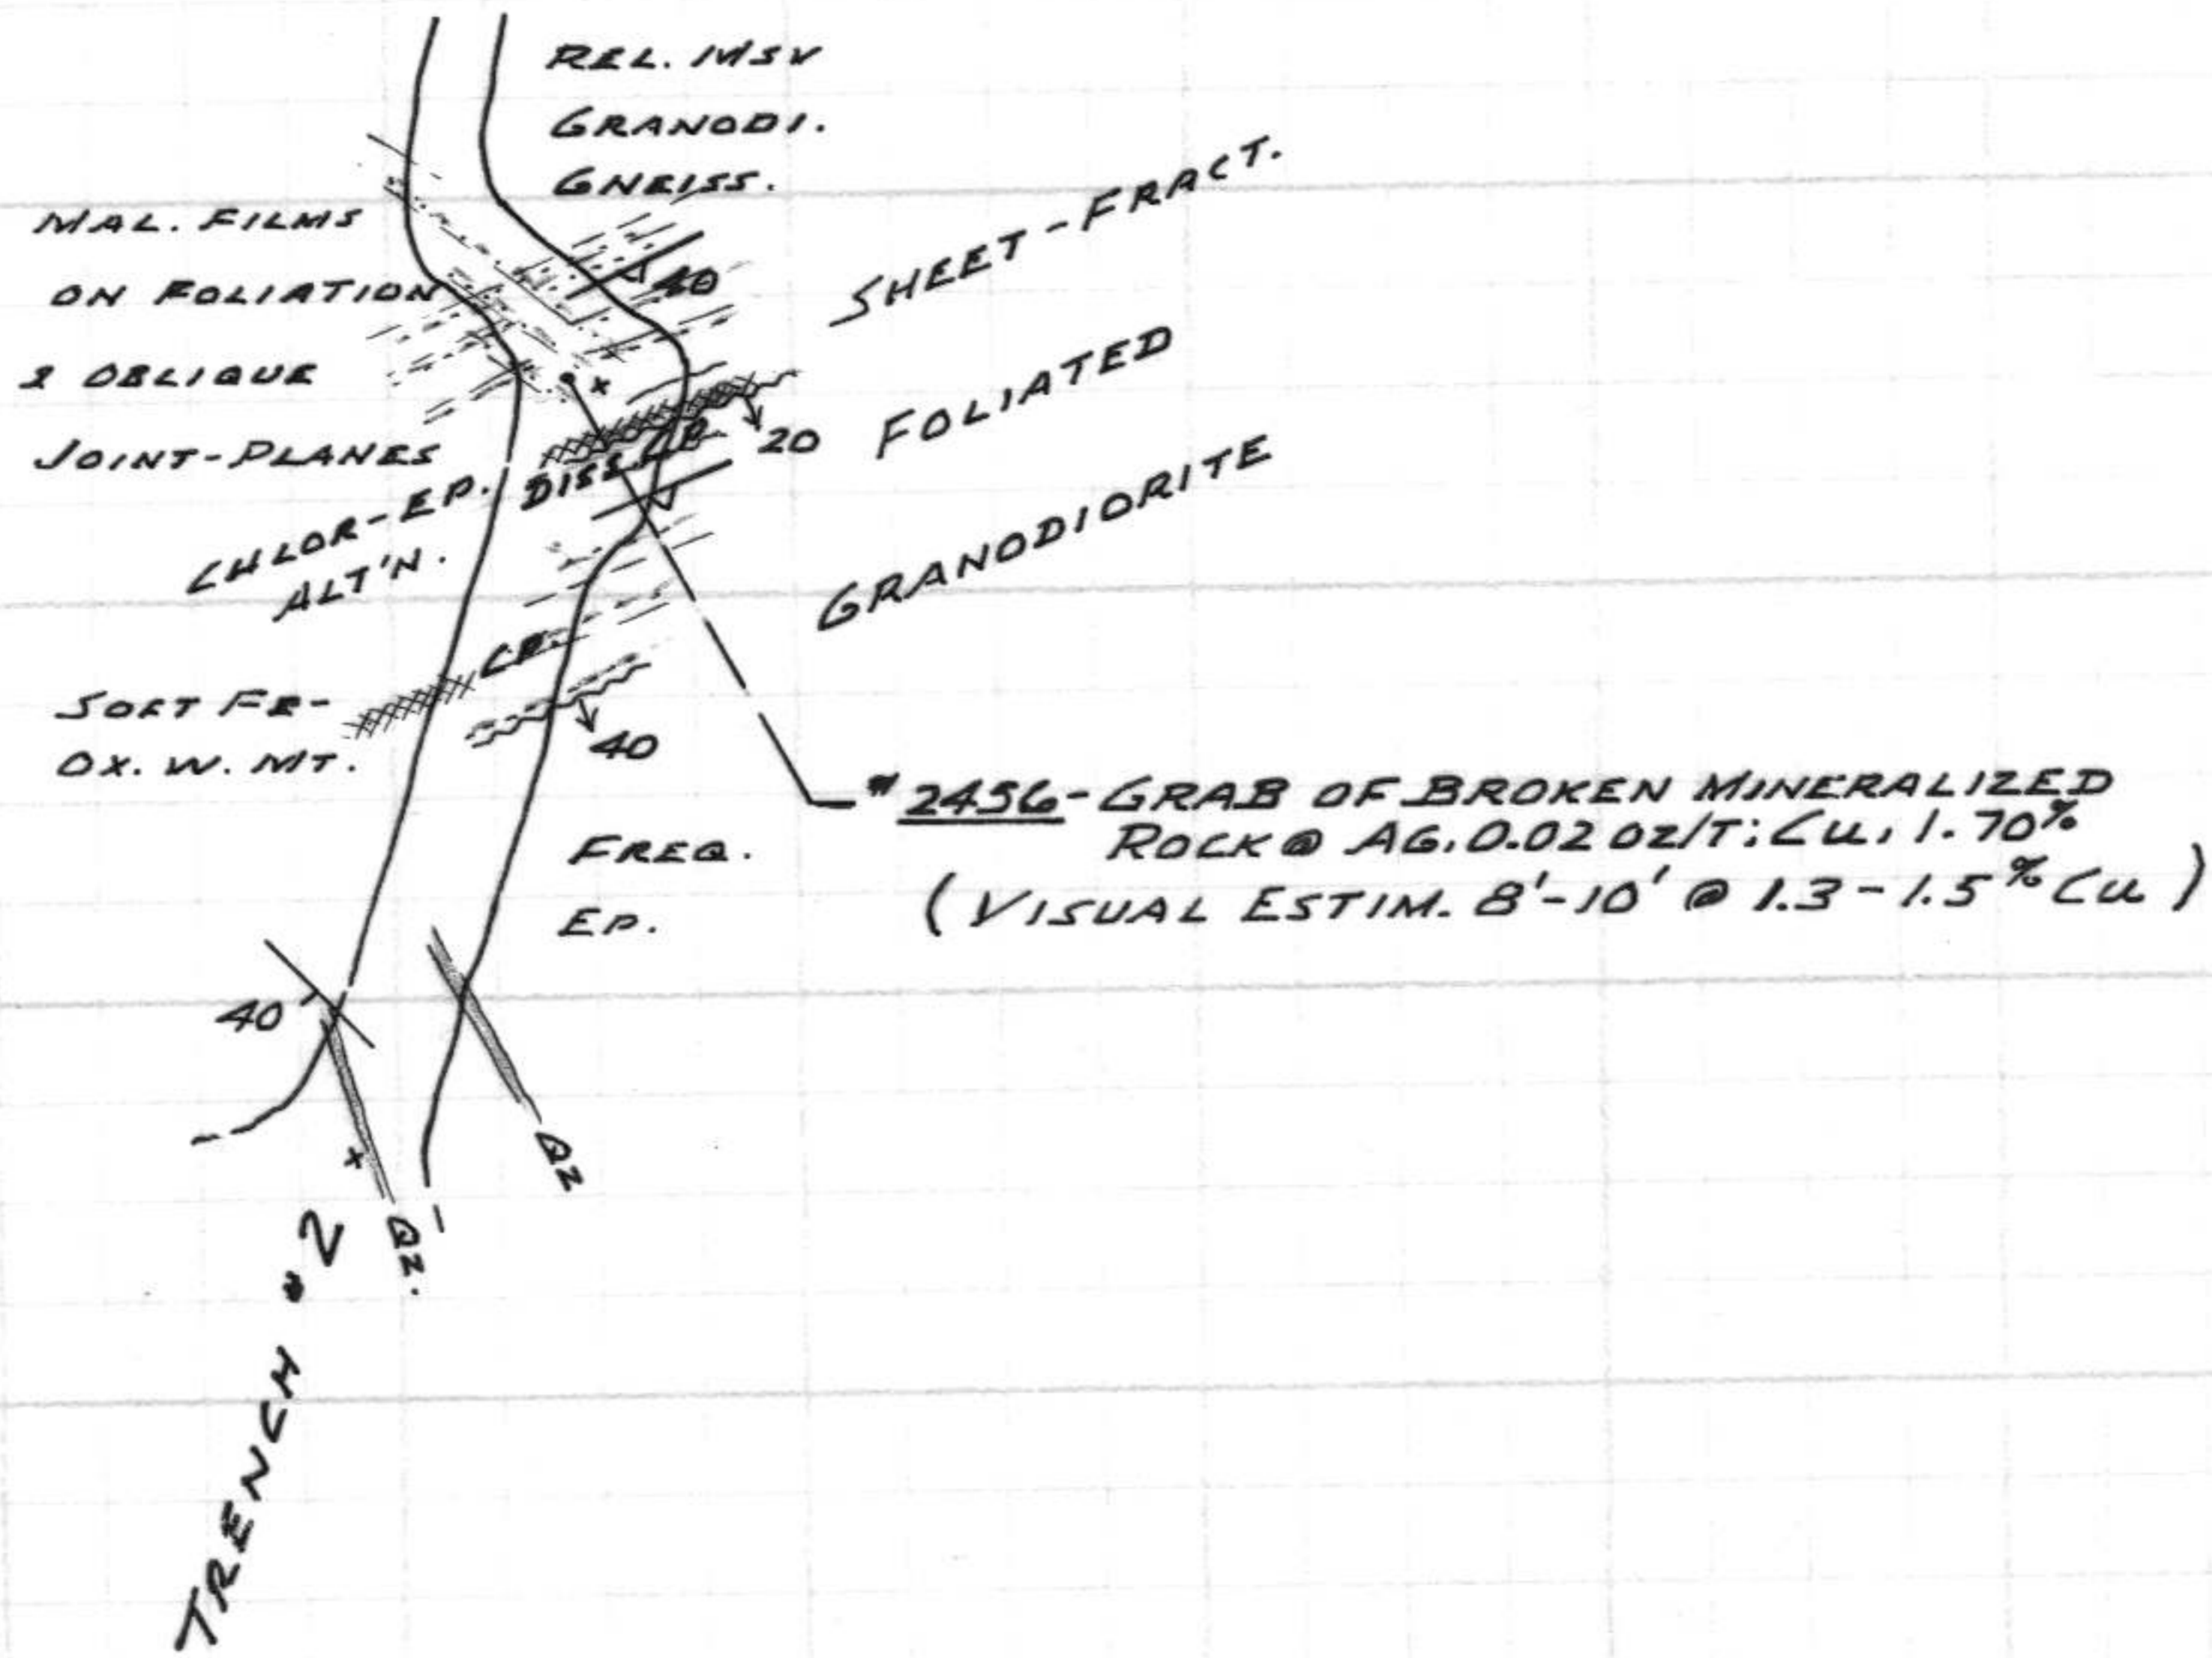 REL. MSV
GRANODI.
GNEISS.
MAL. FILMS
ON FOLIATION
& OBLIQUE
JOINT-PLANES
40
SHEET-FRACT.
FOLIATED
GRANODIORITE
20
DISS. CP.
CHLOR-EP.
ALT'N.
CP.
SOFT FE-
OX. W. MT.
40
#2456-GRAB OF BROKEN MINERALIZED
ROCK @ AG, 0.02 OZ/T; Cu, 1.70%
(VISUAL ESTIM. 8'-10' @ 1.3-1.5% Cu)
FREQ.
EP.
40
QZ
QZ.
TRENCH #2